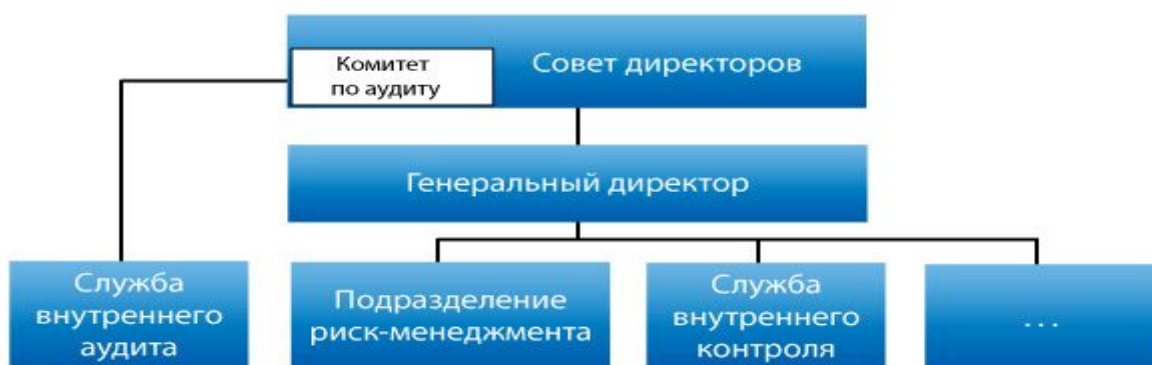 Комитет
по аудиту
Совет директоров
Генеральный директор
Служба
внутреннего
аудита
Подразделение
риск-менеджмента
Служба
внутреннего
контроля
...